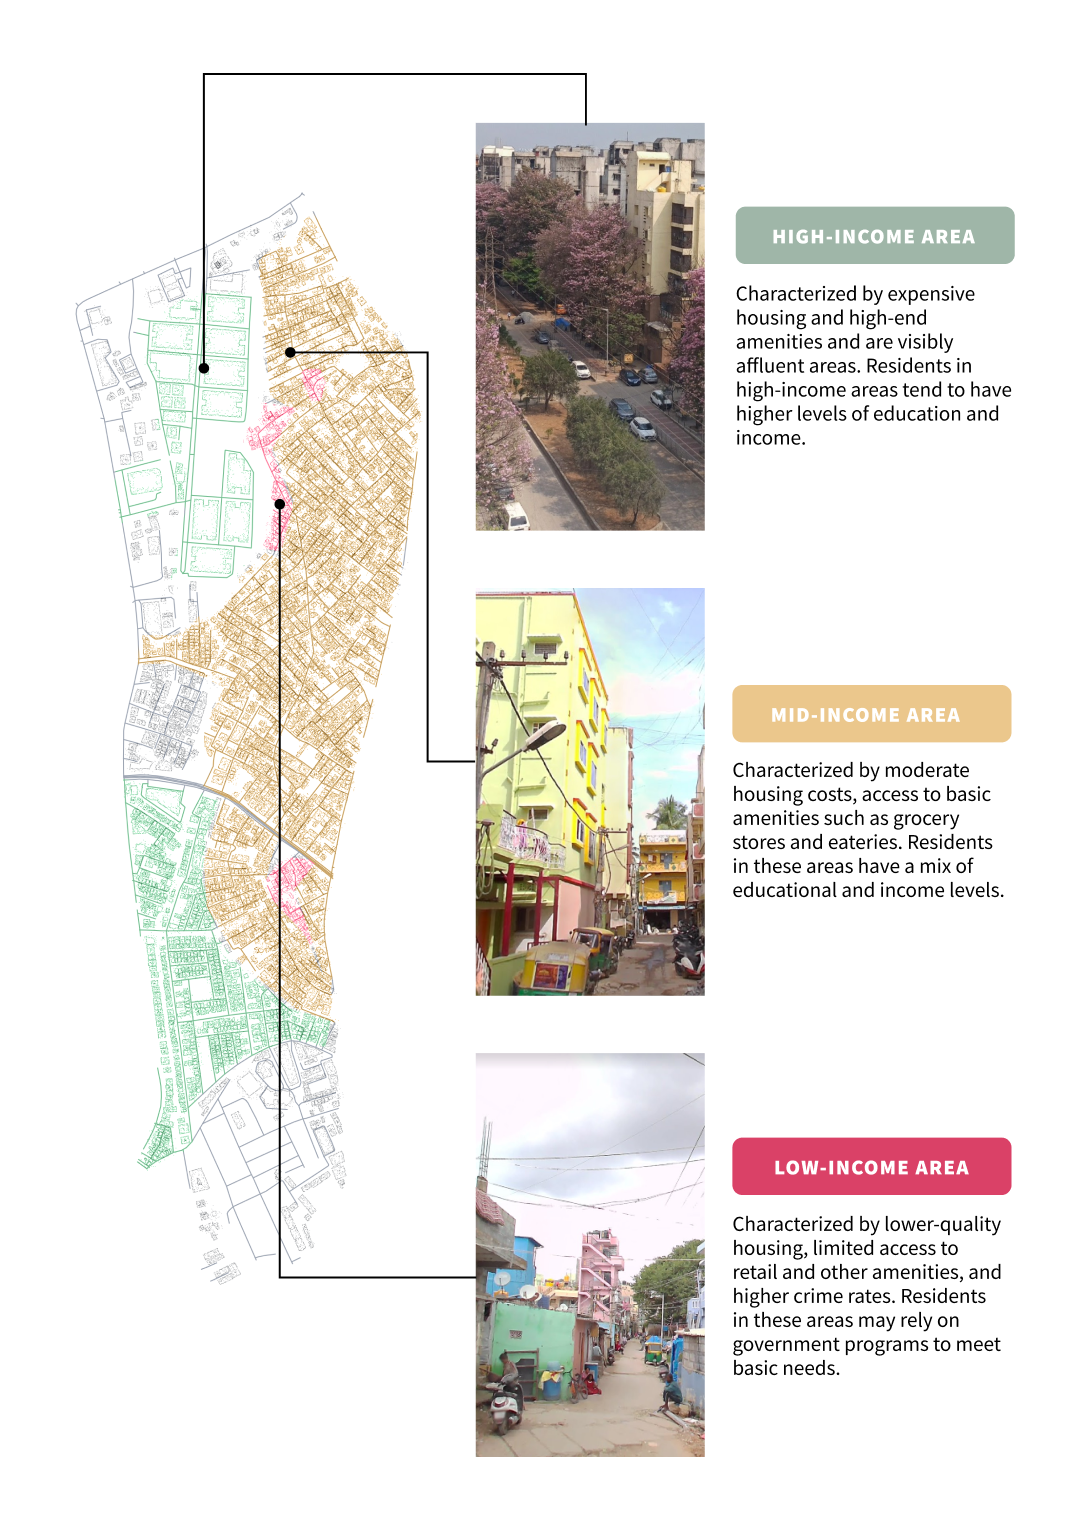 HIGH-INCOME AREA
Characterized by expensive
housing and high-end
amenities and are visibly
affluent areas. Residents in
high-income areas tend to have
higher levels of education and
income.
MID-INCOME AREA
Characterized by moderate
housing costs, access to basic
amenities such as grocery
stores and eateries. Residents
in these areas have a mix of
educational and income levels.
LOW-INCOME AREA
Characterized by lower-quality
housing, limited access to
retail and other amenities, and
higher crime rates. Residents
in these areas may rely on
government programs to meet
basic needs.